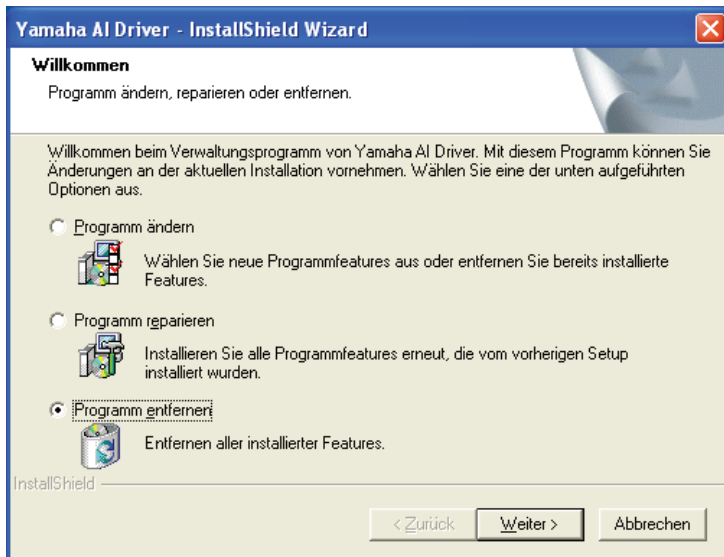 Yamaha AI Driver - InstallShield Wizard
Willkommen
Programm ändern, reparieren oder entfernen.
Willkommen beim Verwaltungsprogramm von Yamaha AI Driver. Mit diesem Programm können Sie
Änderungen an der aktuellen Installation vornehmen. Wählen Sie eine der unten aufgeführten
Optionen aus.
Programm ändern
Wählen Sie neue Programmfeatures aus oder entfernen Sie bereits installierte
Features.
Programm reparieren
Installieren Sie alle Programmfeatures erneut, die vom vorherigen Setup
installiert wurden.
Programm entfernen
Entfernen aller installierter Features.
InstallShield
< Zurück Weiter > Abbrechen